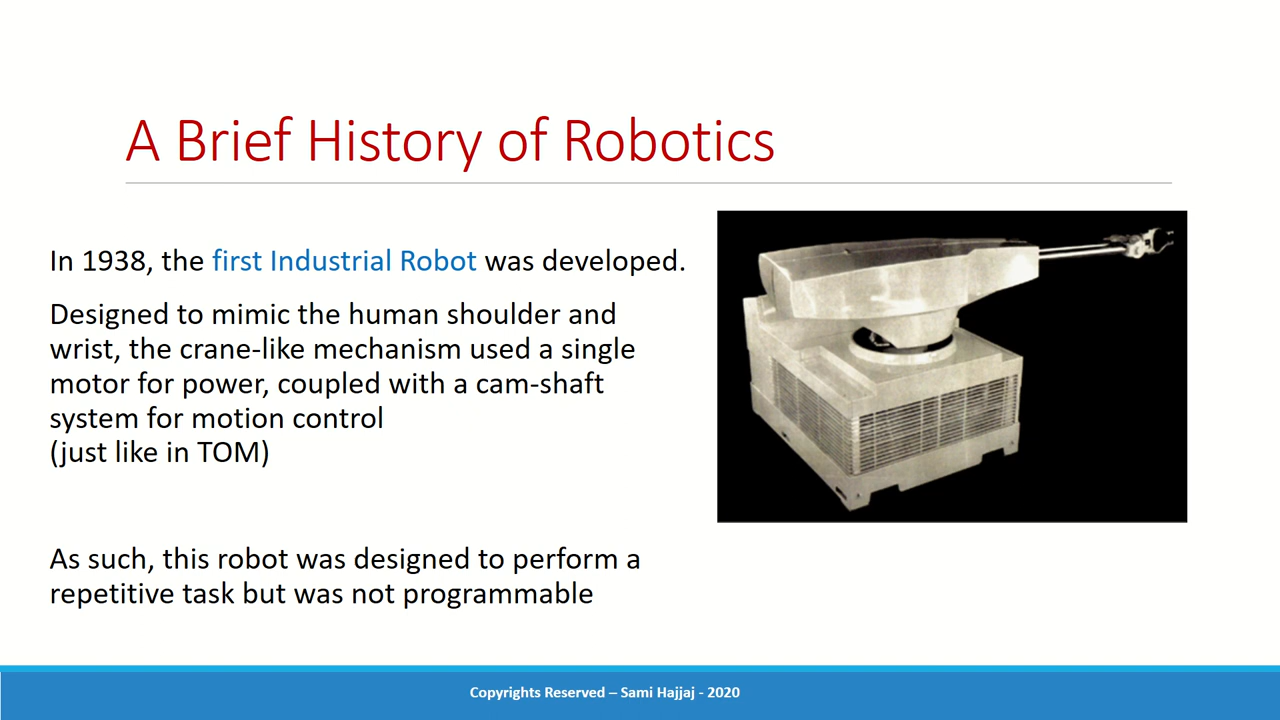 A Brief History of Robotics
In 1938, the first Industrial Robot was developed.
Designed to mimic the human shoulder and
wrist, the crane-like mechanism used a single
motor for power, coupled with a cam-shaft
system for motion control
(just like in TOM)
As such, this robot was designed to perform a
repetitive task but was not programmable
Copyrights Reserved – Sami Hajjaj - 2020